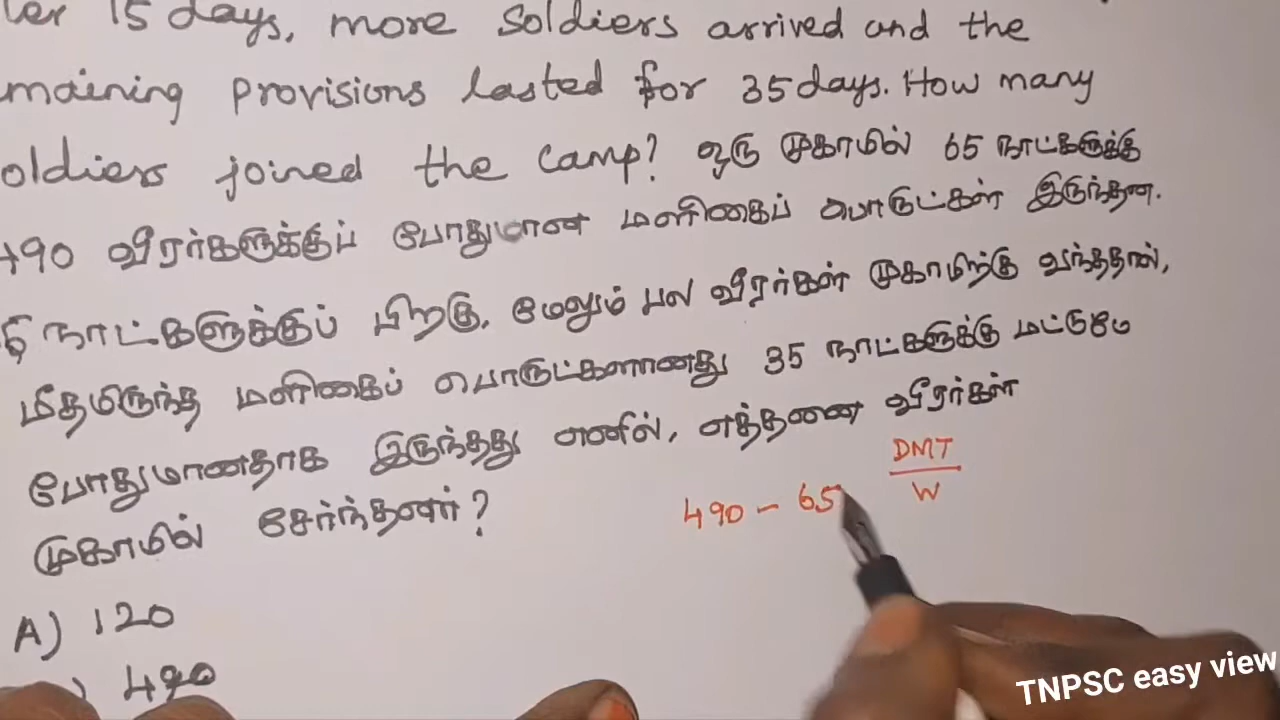 ter 15 days, more soldiers arrived and the
maining provisions lasted for 35 days. How many
oldiers joined the camp? ஒரு முகாமில் 65 நாட்களுக்கு
490 வீரர்களுக்குப் போதுமான மளிகைப் பொருட்கள் இருந்தன.
5 நாட்களுக்குப் பிறகு, மேலும் பல வீரர்கள் முகாமிற்கு வந்ததால்,
மீதமிருந்த மளிகைப் பொருட்களானது 35 நாட்களுக்கு மட்டுமே
போதுமானதாக இருந்தது எனில், எத்தனை வீரர்கள்
முகாமில் சேர்ந்தனர்?
DMT
W
490 - 65
A) 120
) 490
TNPSC easy view